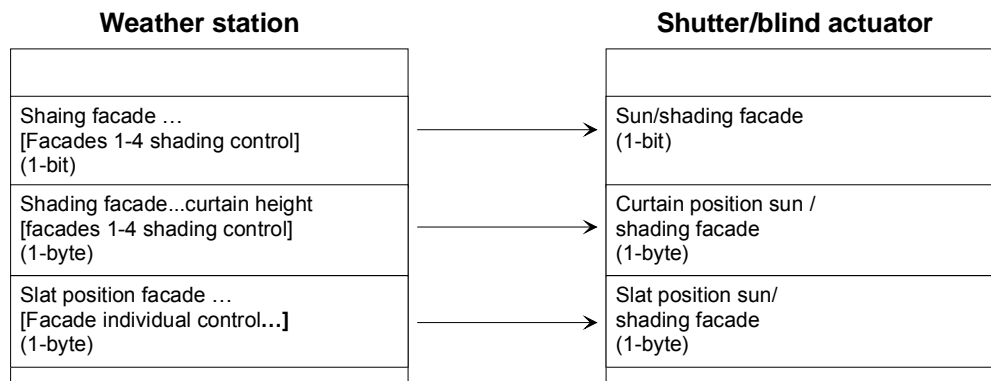 Weather station
Shutter/blind actuator
Shaing facade …
[Facades 1-4 shading control]
(1-bit)
Sun/shading facade
(1-bit)
Shading facade...curtain height
[facades 1-4 shading control]
(1-byte)
Curtain position sun /
shading facade
(1-byte)
Slat position facade …
[Facade individual control…]
(1-byte)
Slat position sun/
shading facade
(1-byte)